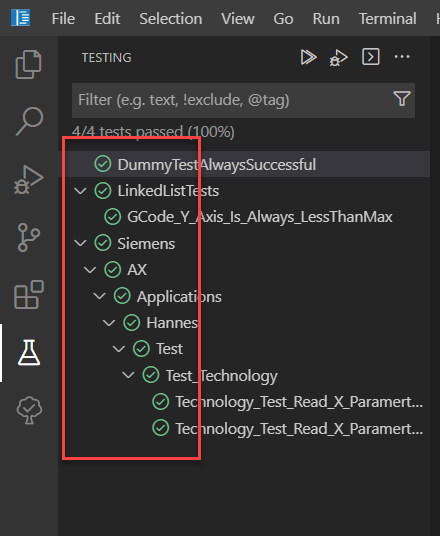 File Edit Selection View Go Run Terminal
TESTING
Filter (e.g. text, !exclude, @tag)
4/4 tests passed (100%)
DummyTestAlwaysSuccessful
LinkedListTests
GCode_Y_Axis_Is_Always_LessThanMax
Siemens
AX
Applications
Hannes
Test
Test_Technology
Technology_Test_Read_X_Paramert...
Technology_Test_Read_X_Paramert...